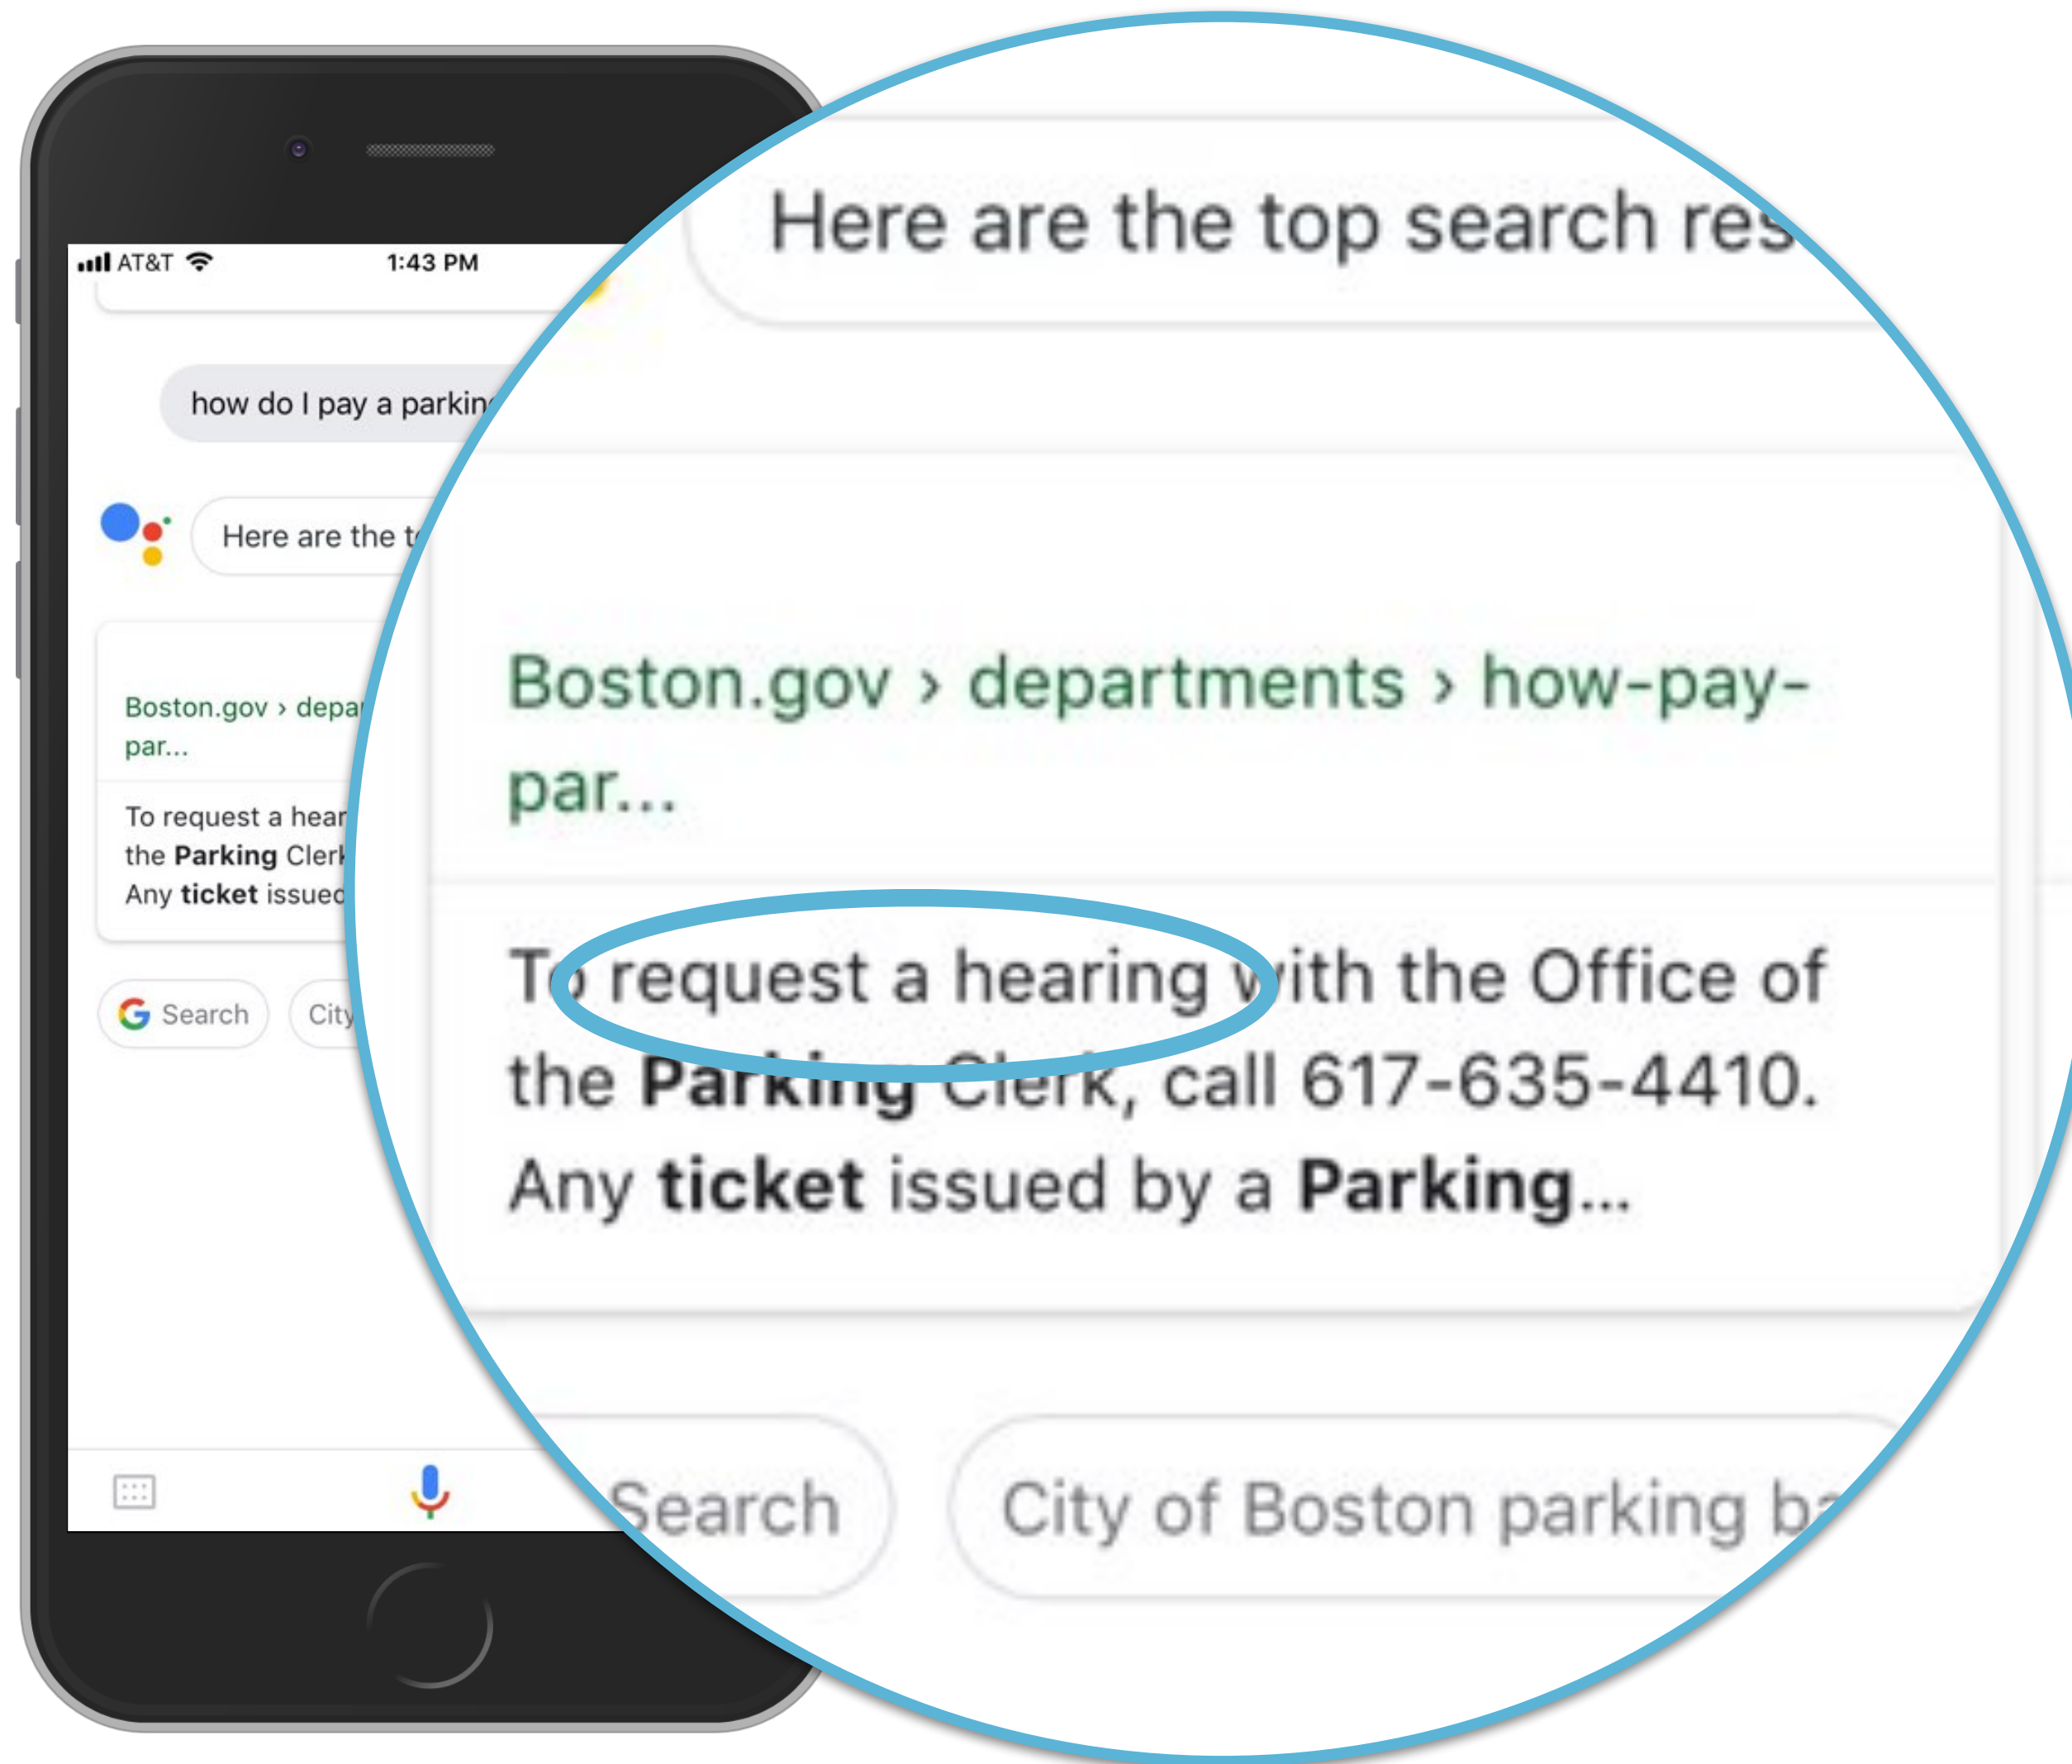 AT&T 1:43 PM
how do I pay a parking
Here are the
Boston.gov › depa
par...
To request a hear
the Parking Clerk
Any ticket issued
G Search
City
Here are the top search res
Boston.gov › departments › how-pay-
par...
To request a hearing with the Office of
the Parking Clerk, call 617-635-4410.
Any ticket issued by a Parking...
Search
City of Boston parking